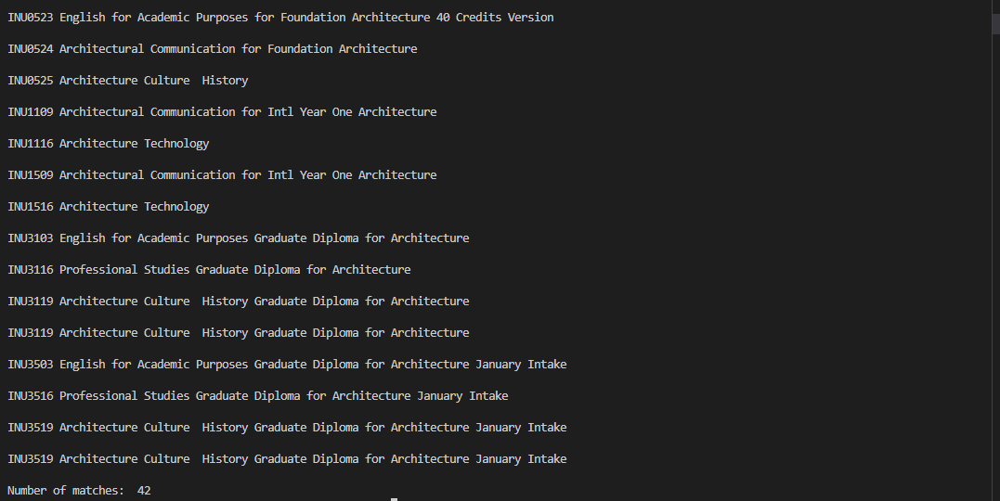 INU0523 English for Academic Purposes for Foundation Architecture 40 Credits Version
INU0524 Architectural Communication for Foundation Architecture
INU0525 Architecture Culture  History
INU1109 Architectural Communication for Intl Year One Architecture
INU1116 Architecture Technology
INU1509 Architectural Communication for Intl Year One Architecture
INU1516 Architecture Technology
INU3103 English for Academic Purposes Graduate Diploma for Architecture
INU3116 Professional Studies Graduate Diploma for Architecture
INU3119 Architecture Culture  History Graduate Diploma for Architecture
INU3119 Architecture Culture  History Graduate Diploma for Architecture
INU3503 English for Academic Purposes Graduate Diploma for Architecture January Intake
INU3516 Professional Studies Graduate Diploma for Architecture January Intake
INU3519 Architecture Culture  History Graduate Diploma for Architecture January Intake
INU3519 Architecture Culture  History Graduate Diploma for Architecture January Intake
Number of matches:  42